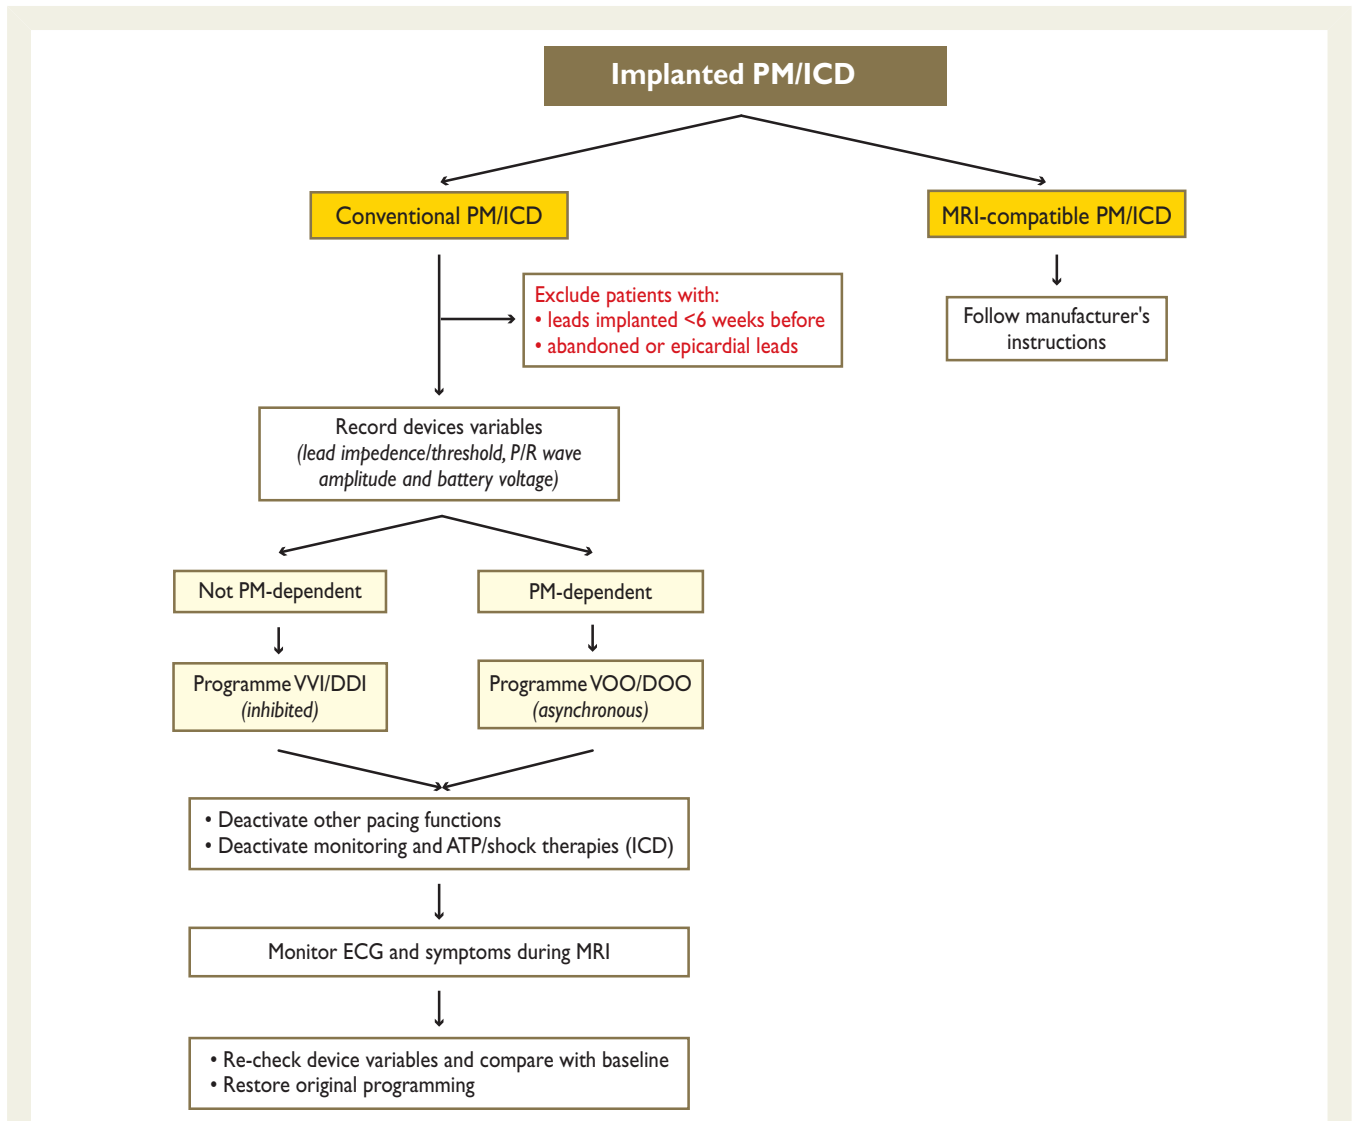 Implanted PM/ICD
Conventional PM/ICD
MRI-compatible PM/ICD
Exclude patients with:
• leads implanted <6 weeks before
• abandoned or epicardial leads
Follow manufacturer's
instructions
Record devices variables
(lead impedence/threshold, P/R wave
amplitude and battery voltage)
Not PM-dependent
PM-dependent
Programme VVI/DDI
(inhibited)
Programme VOO/DOO
(asynchronous)
• Deactivate other pacing functions
• Deactivate monitoring and ATP/shock therapies (ICD)
Monitor ECG and symptoms during MRI
• Re-check device variables and compare with baseline
• Restore original programming